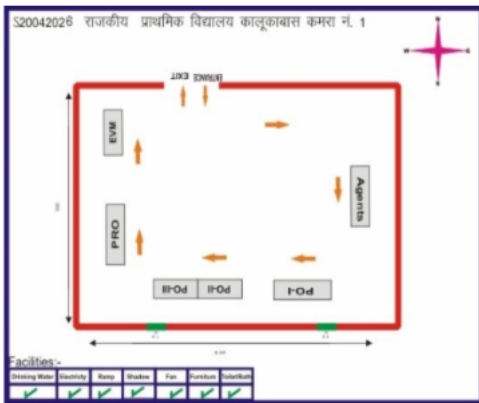 S20042026 राजकीय प्राथमिक विद्यालय कालूकाबास कमरा नं. 1
N
W
S
EXIT
ENTRANCE
EVM
Agents
PRO
PO-III
PO-II
PO-I
Facilities:-
Drinking Water Electricity Ramp Shadow Fan Furniture Toilet/Bath